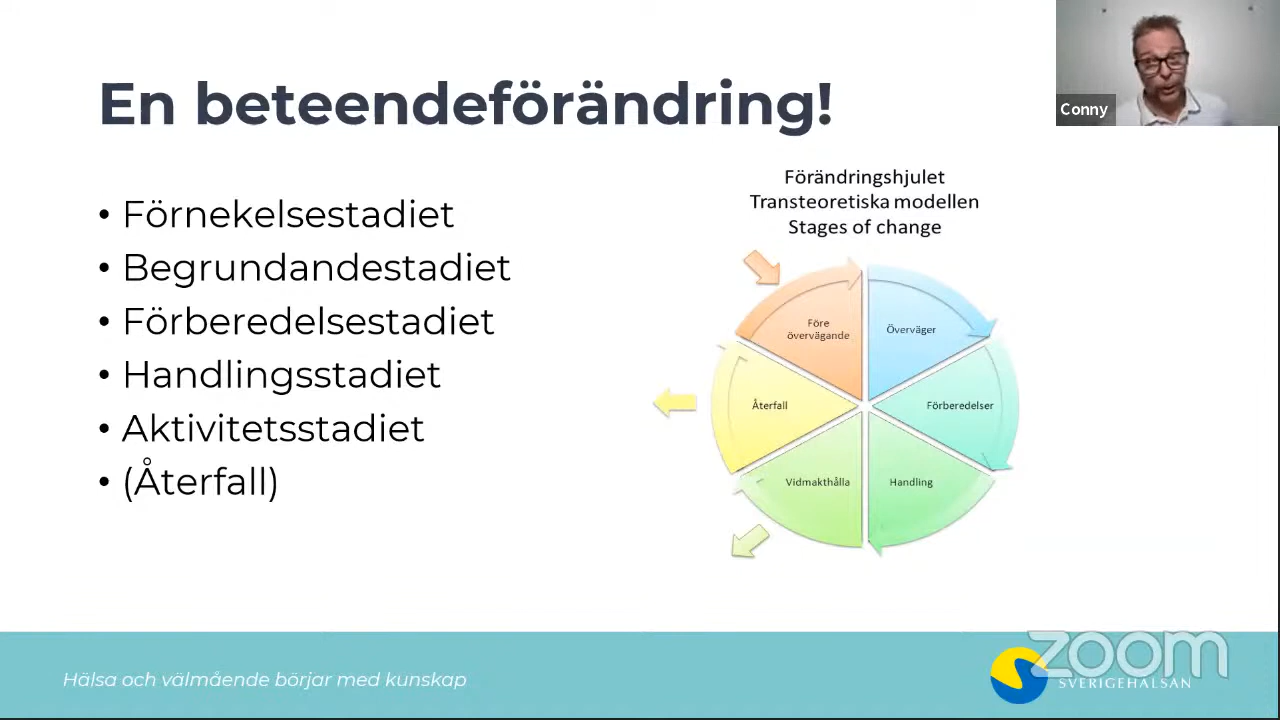 En beteendeförändring!
Conny
• Förnekelsestadiet
• Begrundandestadiet
• Förberedelsestadiet
• Handlingsstadiet
• Aktivitetsstadiet
• (Återfall)
Förändringshjulet
Transteoretiska modellen
Stages of change
Före
övervägande
Överväger
Återfall
Förberedelser
Vidmakthålla
Handling
Hälsa och välmående börjar med kunskap
zoom
SVERIGEHÄLSAN